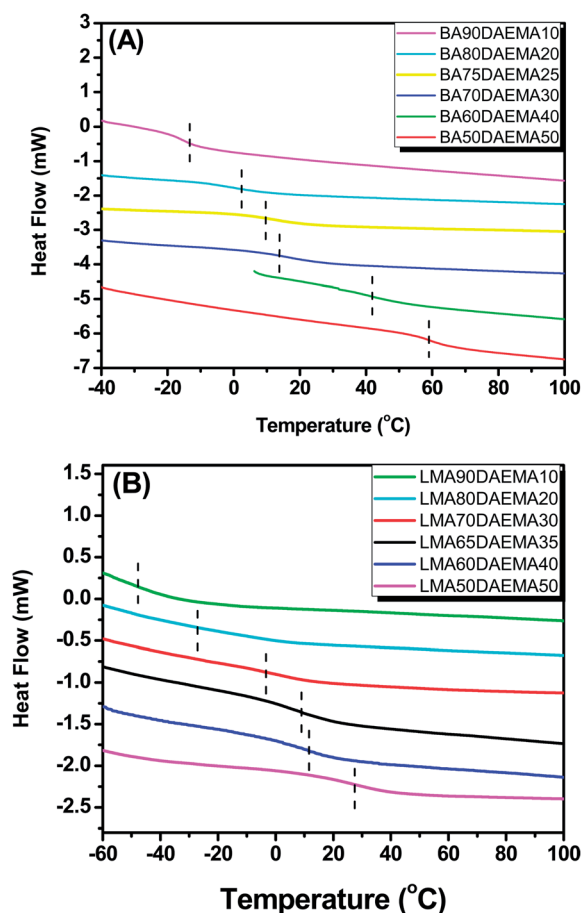 (A)
BA90DAEMA10
BA80DAEMA20
BA75DAEMA25
BA70DAEMA30
BA60DAEMA40
BA50DAEMA50
3
2
1
0
-1
-2
-3
-4
-5
-6
-7
Heat Flow (mW)
-40 -20 0 20 40 60 80 100
Temperature (°C)
(B)
LMA90DAEMA10
LMA80DAEMA20
LMA70DAEMA30
LMA65DAEMA35
LMA60DAEMA40
LMA50DAEMA50
1.5
1.0
0.5
0.0
-0.5
-1.0
-1.5
-2.0
-2.5
Heat Flow (mW)
-60 -40 -20 0 20 40 60 80 100
Temperature (°C)